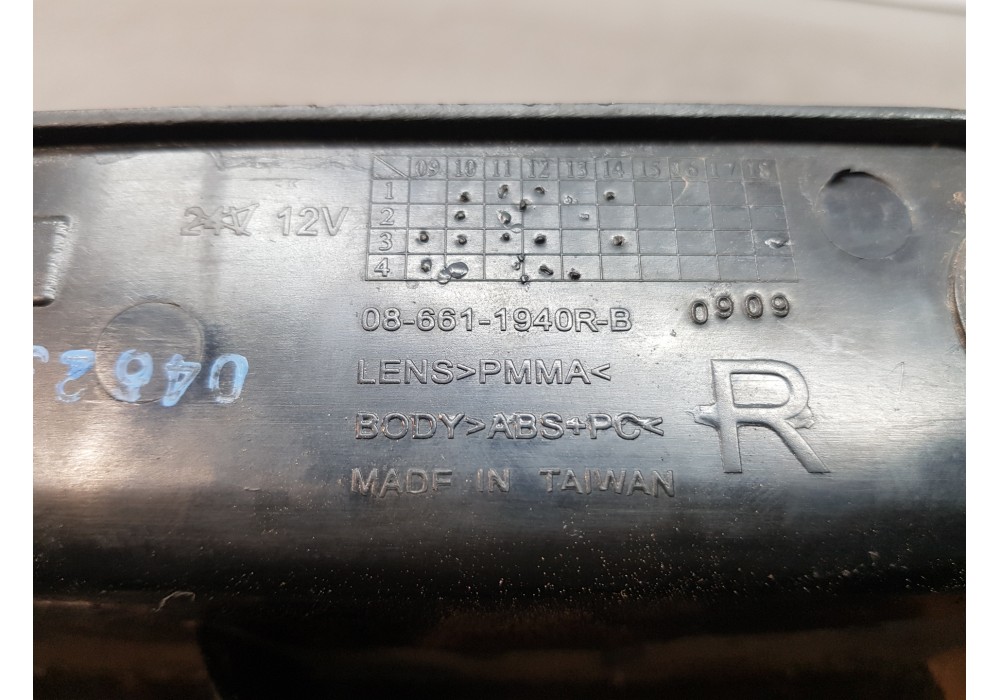 09 10 11 12 13 14 15 16 17 18
1
2
3
4
12V
08-661-1940R-B
0909
LENS>PMMA<
BODY>ABS+PC<
MADE IN TAIWAN
R